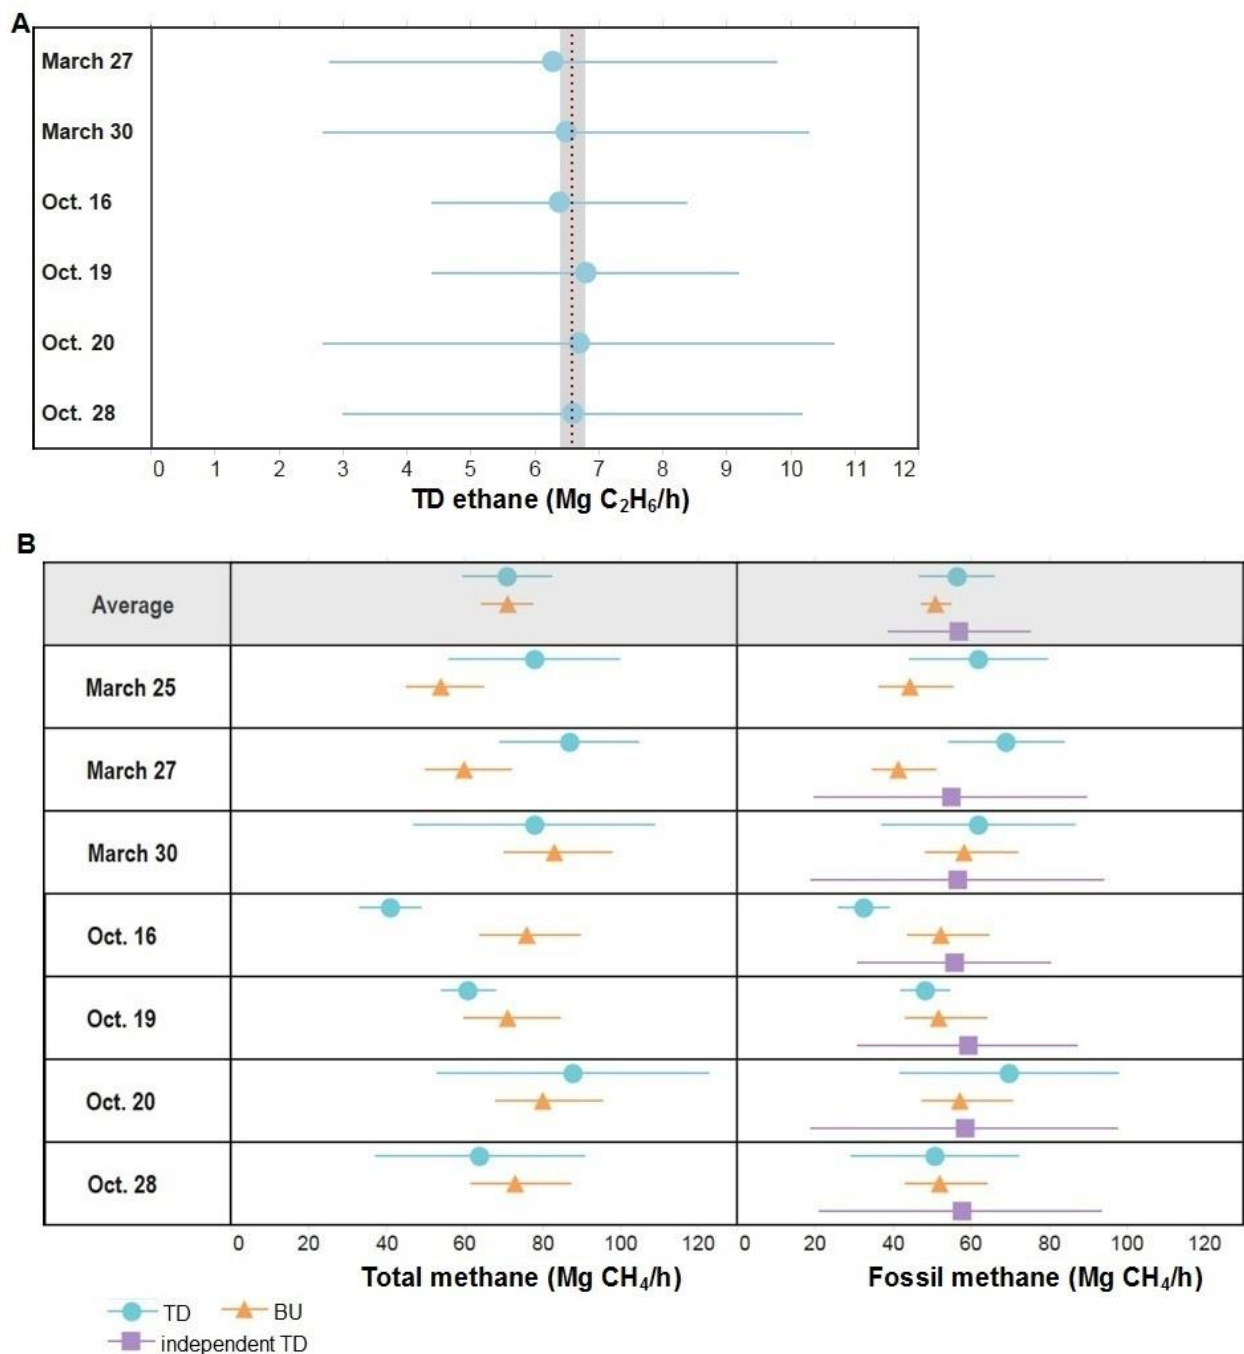 A
March 27
March 30
Oct. 16
Oct. 19
Oct. 20
Oct. 28
0 1 2 3 4 5 6 7 8 9 10 11 12
TD ethane (Mg C₂H₆/h)
B
Average
March 25
March 27
March 30
Oct. 16
Oct. 19
Oct. 20
Oct. 28
0 20 40 60 80 100 120 0 20 40 60 80 100 120
Total methane (Mg CH₄/h) Fossil methane (Mg CH₄/h)
TD BU
independent TD